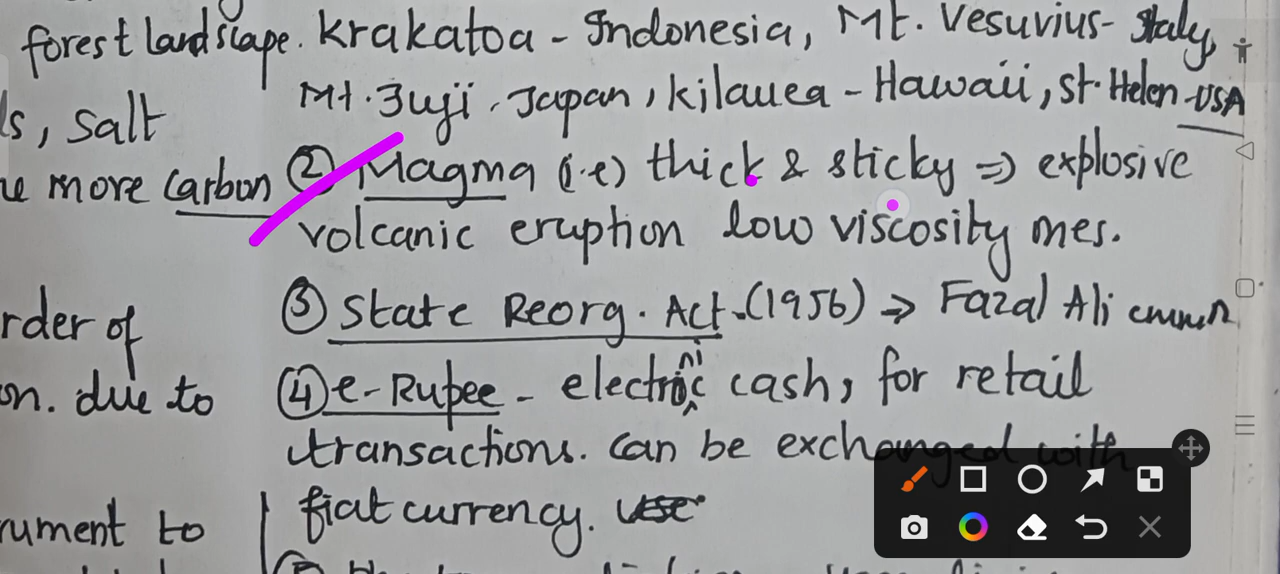 forest landscape. Krakatoa - Indonesia, Mt. Vesuvius- Italy,
ls, salt
Mt. Fuji - Japan, Kilauea - Hawaii, St. Helen -USA
more carbon
② Magma (i.e) thick & sticky ⇒ explosive
volcanic eruption low viscosity mes.
rder of
③ State Reorg. Act. (1956) ⇒ Fazal Ali
on. due to
④ e-Rupee - electronic cash, for retail
transactions. Can be exchanged with
rument to
fiat currency.